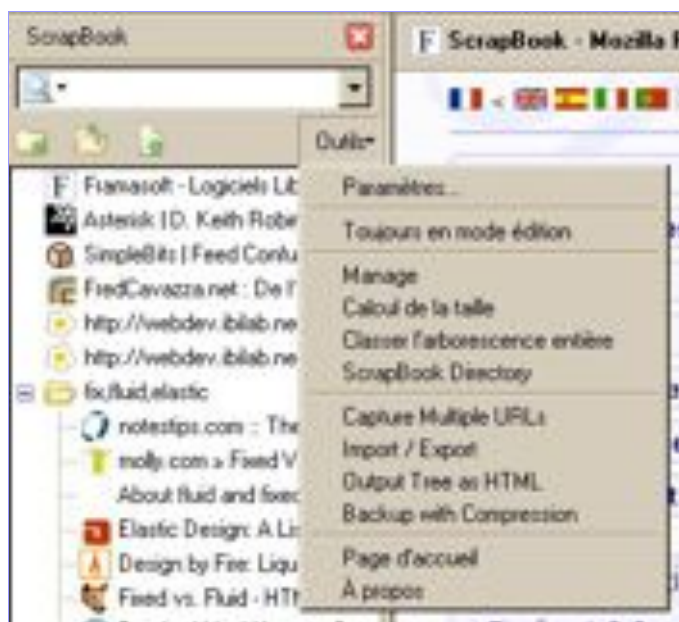 ScrapBook
F ScrapBook - Mozilla
Outils
F Framasoft - Logiciels Lib
Asterisk | D. Keith Robin
SimpleBits | Feed Confu
FredCavazza.net : De l'
http://webdev.ibilab.ne
http://webdev.ibilab.ne
fix,fluid,elastic
notestips.com :: The
molly.com » Fixed V
About fluid and fixed
Elastic Design: A Lis
Design by Fire: Liqu
Fixed vs. Fluid - HTM
Paramètres...
Toujours en mode édition
Manage
Calcul de la taille
Classer l'arborescence entière
ScrapBook Directory
Capture Multiple URLs
Import / Export
Output Tree as HTML
Backup with Compression
Page d'accueil
À propos